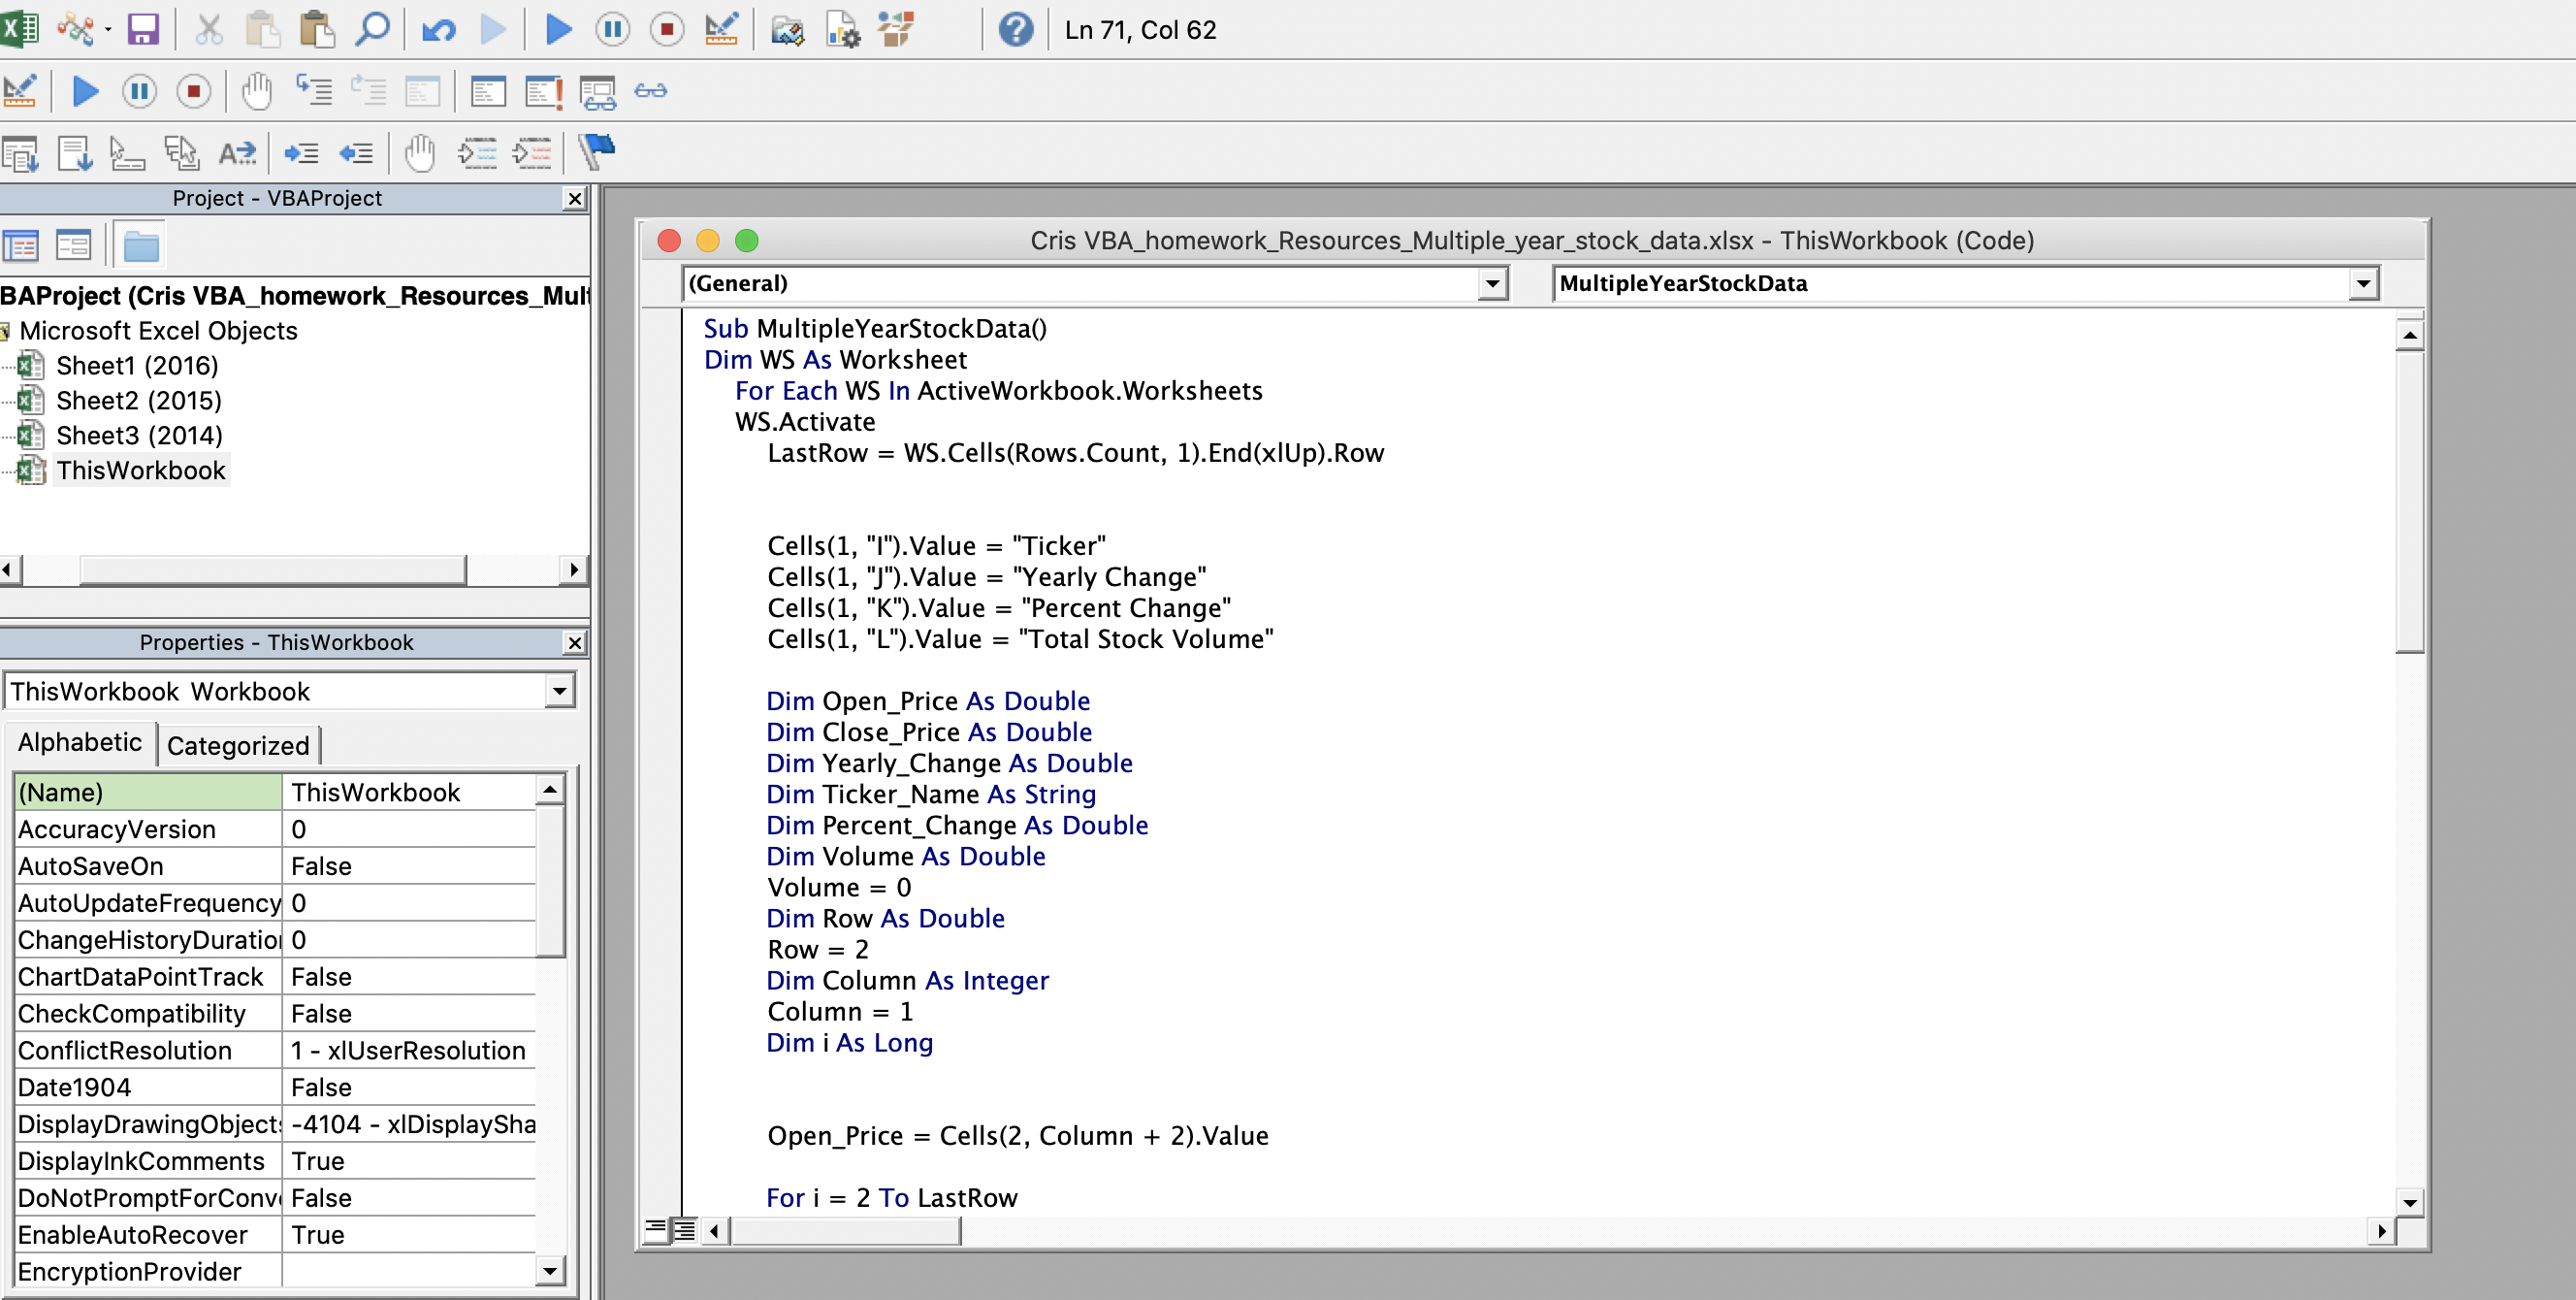 Ln 71, Col 62
Project - VBAProject
BAProject (Cris VBA_homework_Resources_Mult
Microsoft Excel Objects
Sheet1 (2016)
Sheet2 (2015)
Sheet3 (2014)
ThisWorkbook
Properties - ThisWorkbook
ThisWorkbook Workbook
Alphabetic Categorized
(Name) ThisWorkbook
AccuracyVersion 0
AutoSaveOn False
AutoUpdateFrequency 0
ChangeHistoryDuration 0
ChartDataPointTrack False
CheckCompatibility False
ConflictResolution 1 - xlUserResolution
Date1904 False
DisplayDrawingObjects -4104 - xlDisplaySha
DisplayInkComments True
DoNotPromptForConv False
EnableAutoRecover True
EncryptionProvider
Cris VBA_homework_Resources_Multiple_year_stock_data.xlsx - ThisWorkbook (Code)
(General) MultipleYearStockData
Sub MultipleYearStockData()
Dim WS As Worksheet
For Each WS In ActiveWorkbook.Worksheets
WS.Activate
LastRow = WS.Cells(Rows.Count, 1).End(xlUp).Row
Cells(1, "I").Value = "Ticker"
Cells(1, "J").Value = "Yearly Change"
Cells(1, "K").Value = "Percent Change"
Cells(1, "L").Value = "Total Stock Volume"
Dim Open_Price As Double
Dim Close_Price As Double
Dim Yearly_Change As Double
Dim Ticker_Name As String
Dim Percent_Change As Double
Dim Volume As Double
Volume = 0
Dim Row As Double
Row = 2
Dim Column As Integer
Column = 1
Dim i As Long
Open_Price = Cells(2, Column + 2).Value
For i = 2 To LastRow